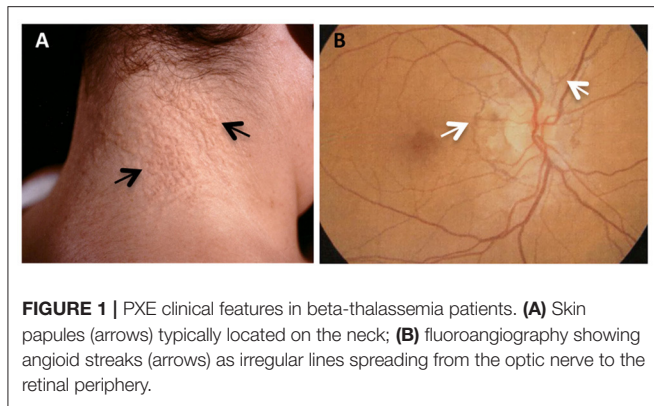 A
B
FIGURE 1 | PXE clinical features in beta-thalassemia patients. (A) Skin
papules (arrows) typically located on the neck; (B) fluoroangiography showing
angioid streaks (arrows) as irregular lines spreading from the optic nerve to the
retinal periphery.